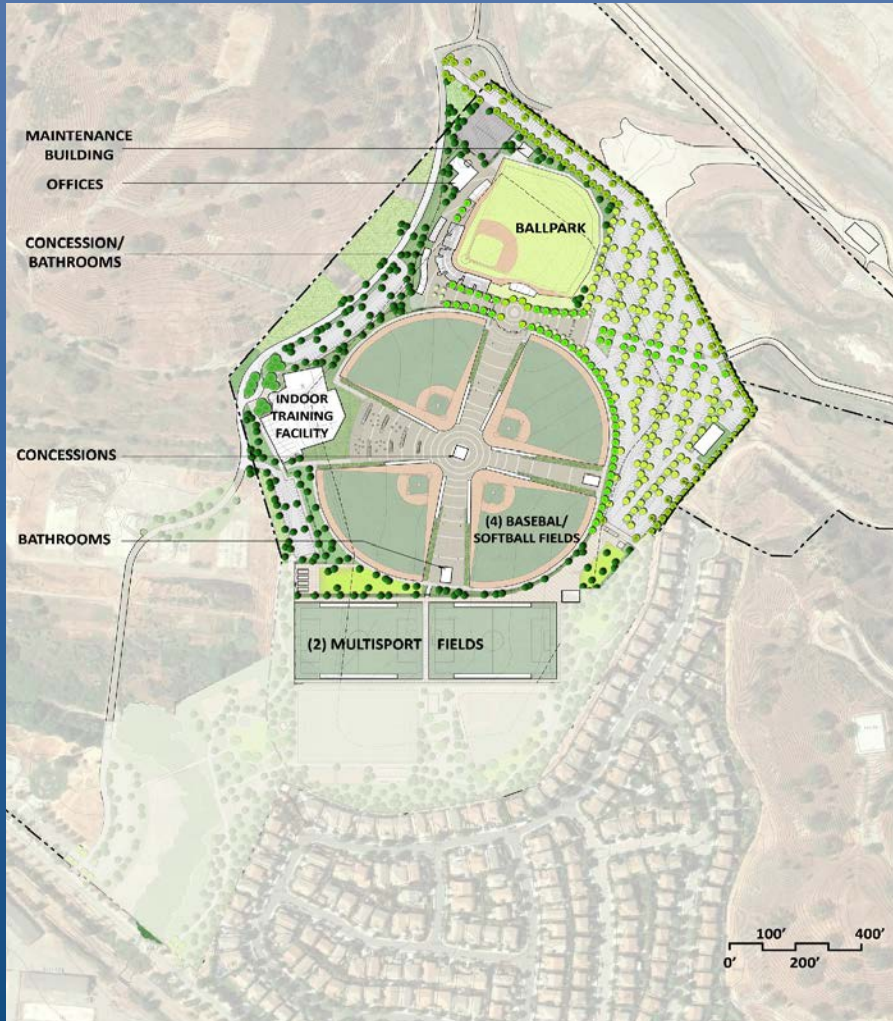 MAINTENANCE
BUILDING
OFFICES
CONCESSION/
BATHROOMS
BALLPARK
INDOOR
TRAINING
FACILITY
CONCESSIONS
BATHROOMS
(4) BASEBAL/
SOFTBALL FIELDS
(2) MULTISPORT FIELDS
100' 400'
0' 200'